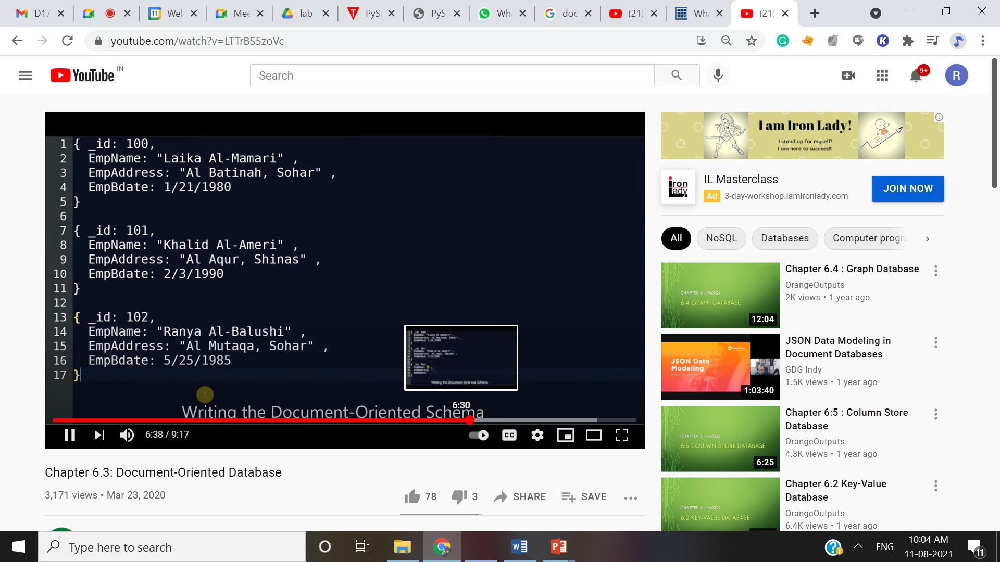 D17
Wel
Mee
lab
PyS
PyS
Wha
doc
(21)
Wha
(21)
youtube.com/watch?v=LTTrBS5zoVc
YouTube IN
Search
9+
R
1 { _id: 100,
2 EmpName: "Laika Al-Mamari" ,
3 EmpAddress: "Al Batinah, Sohar" ,
4 EmpBdate: 1/21/1980
5 }
6
7 { _id: 101,
8 EmpName: "Khalid Al-Ameri" ,
9 EmpAddress: "Al Aqur, Shinas" ,
10 EmpBdate: 2/3/1990
11 }
12
13 { _id: 102,
14 EmpName: "Ranya Al-Balushi" ,
15 EmpAddress: "Al Mutaqa, Sohar" ,
16 EmpBdate: 5/25/1985
17 }
Writing the Document-Oriented Schema
6:30
Writing the Document-Oriented Schema
6:38 / 9:17
CC
Chapter 6.3: Document-Oriented Database
3,171 views • Mar 23, 2020
78
3
SHARE
SAVE
I am Iron Lady!
I stand up for myself!
I am here to succeed!!
Iron
lady
IL Masterclass
Ad 3-day-workshop.iamironlady.com
JOIN NOW
All
NoSQL
Databases
Computer progra
CHAPTER 6 : NoSQL
6.4 GRAPH DATABASE
12:04
Chapter 6.4 : Graph Database
OrangeOutputs
2K views • 1 year ago
JSON Data
Modeling
1:03:40
JSON Data Modeling in
Document Databases
GDG Indy
1.5K views • 1 year ago
CHAPTER 6 : NoSQL
6.5 COLUMN STORE DATABASE
6:25
Chapter 6:5 : Column Store
Database
OrangeOutputs
4.3K views • 1 year ago
CHAPTER 6 : NoSQL
6.2 KEY-VALUE DATABASE
Chapter 6.2 Key-Value
Database
OrangeOutputs
6.4K views • 1 year ago
Type here to search
ENG
10:04 AM
11-08-2021
11